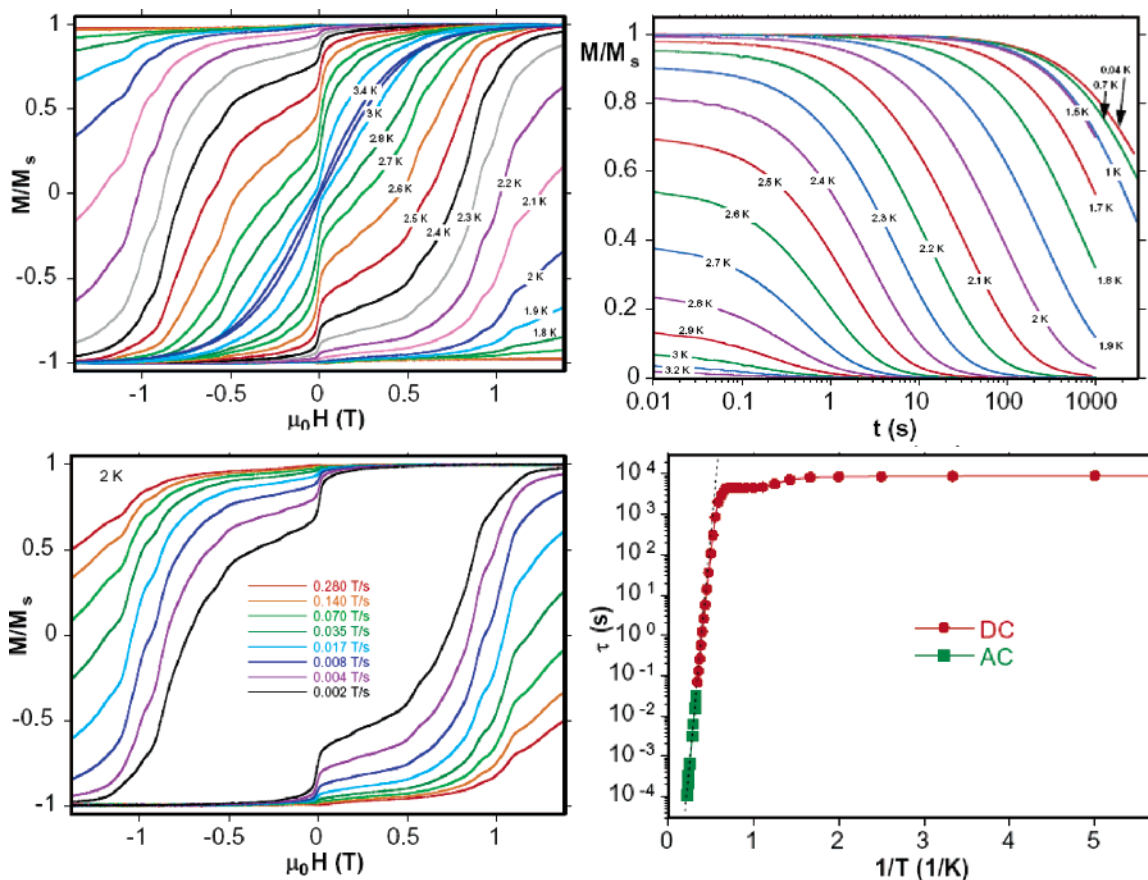 M/Ms
1
0.5
0
-0.5
-1
3.4 K
3 K
2.8 K
2.7 K
2.6 K
2.5 K
2.4 K
2.3 K
2.2 K
2.1 K
2 K
1.9 K
1.8 K
-1
-0.5
0
0.5
1
μ₀H (T)
M/Ms
0.8
0.6
0.4
0.2
0
0.04 K
0.7 K
1.5K
1 K
1.7 K
1.8 K
1.9 K
2 K
2.1 K
2.2 K
2.3 K
2.4 K
2.5 K
2.6 K
2.7 K
2.9 K
3 K
3.2 K
0.01
0.1
1
10
100
1000
t (s)
2 K
M/Ms
1
0.5
0
-0.5
-1
0.280 T/s
0.140 T/s
0.070 T/s
0.035 T/s
0.017 T/s
0.008 T/s
0.004 T/s
0.002 T/s
-1
-0.5
0
0.5
1
μ₀H (T)
τ (s)
10⁴
10³
10²
10¹
10⁰
10⁻¹
10⁻²
10⁻³
10⁻⁴
DC
AC
0
1
2
3
4
5
1/T (1/K)